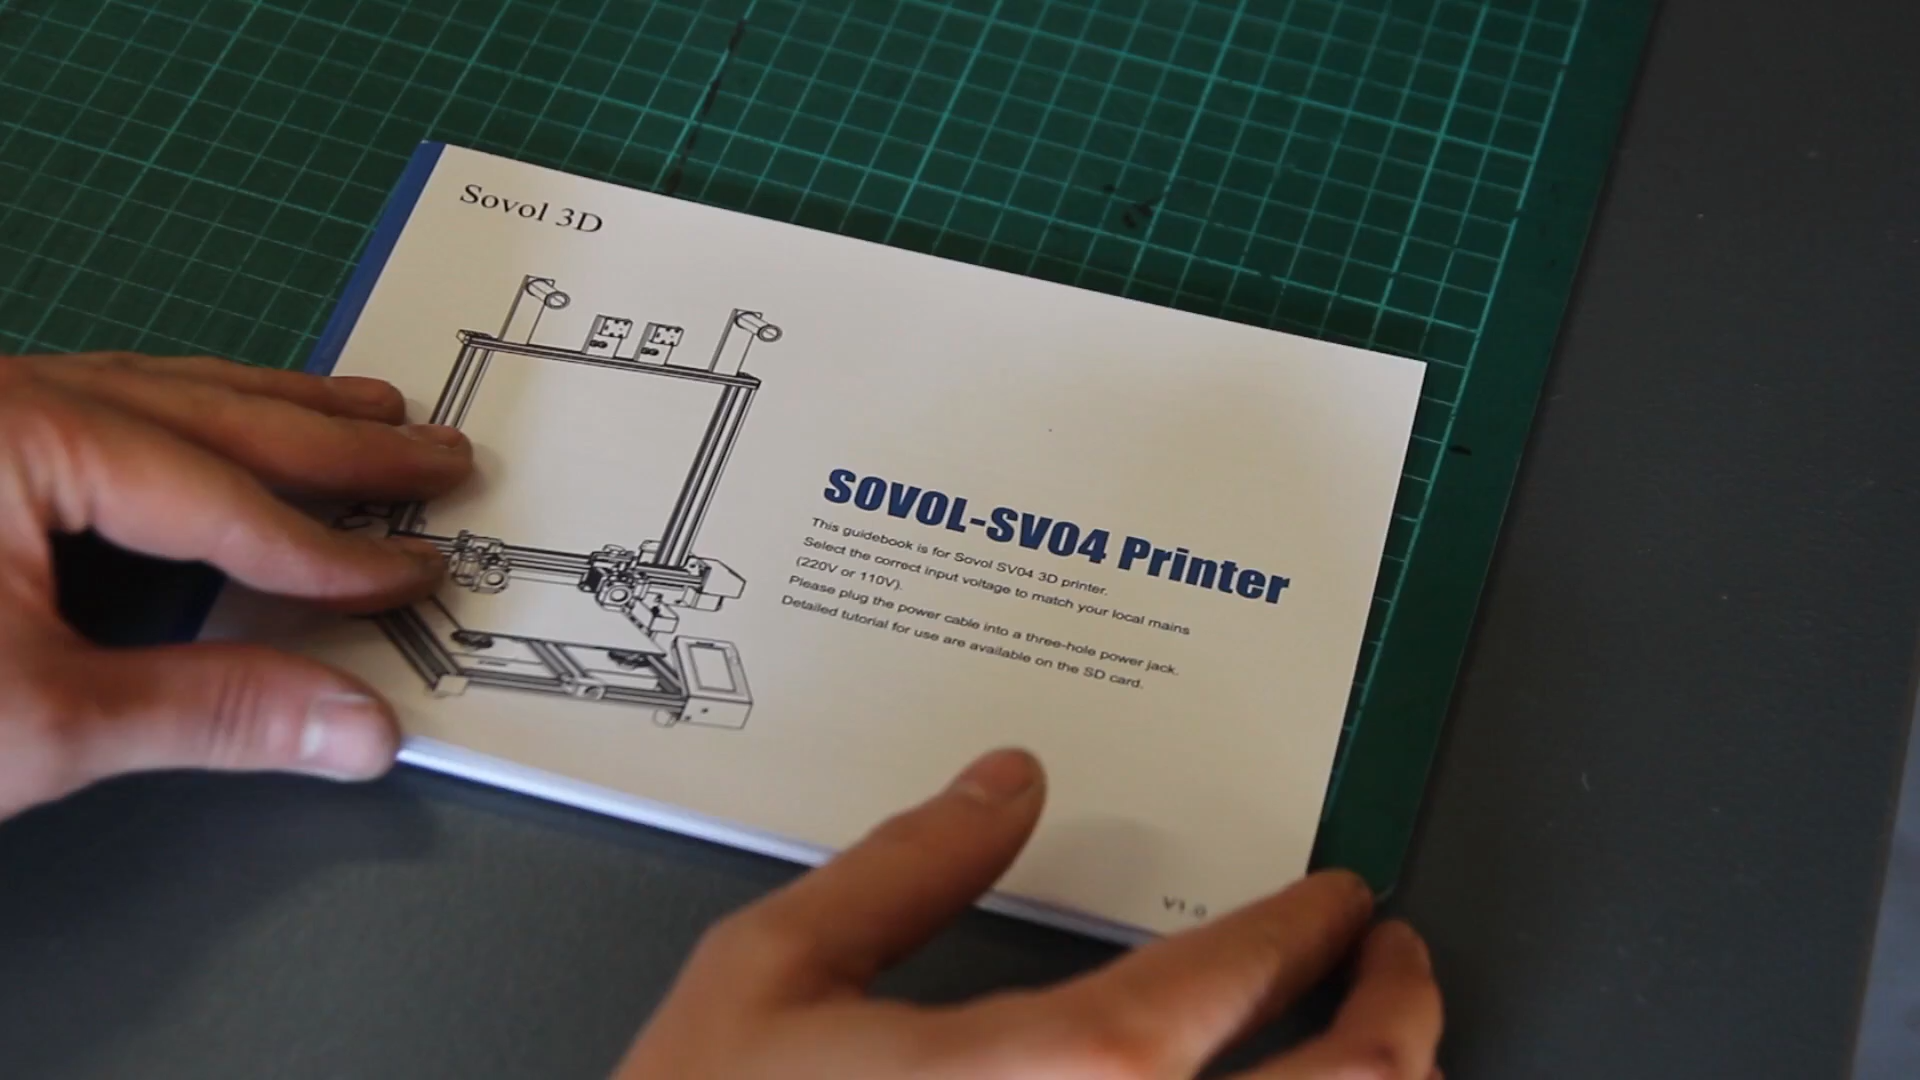 Sovol 3D
SOVOL-SV04 Printer
This guidebook is for Sovol SV04 3D printer.
Select the correct input voltage to match your local mains
(220V or 110V).
Please plug the power cable into a three-hole power jack.
Detailed tutorial for use are available on the SD card.
V1.0